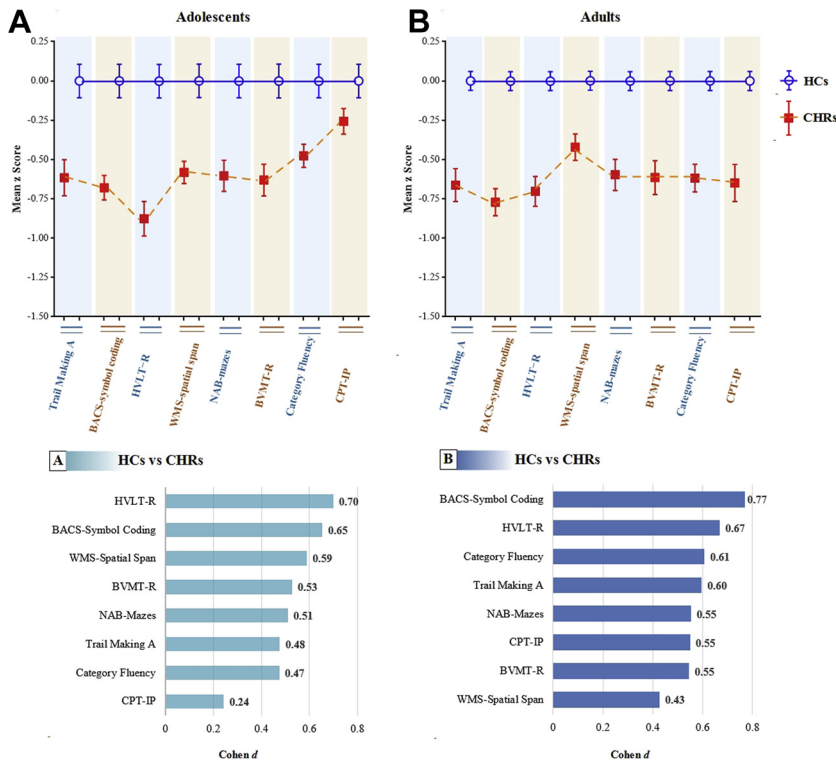 A
Adolescents
0.25
0.00
-0.25
-0.50
-0.75
-1.00
-1.25
-1.50
Mean z Score
Trail Making A
BACS-symbol coding
HVLT-R
WMS-spatial span
NAB-mazes
BVMT-R
Category Fluency
CPT-IP
B
Adults
0.25
0.00
-0.25
-0.50
-0.75
-1.00
-1.25
-1.50
Mean z Score
Trail Making A
BACS-symbol coding
HVLT-R
WMS-spatial span
NAB-mazes
BVMT-R
Category Fluency
CPT-IP
HCs
CHRs
A HCs vs CHRs
HVLT-R 0.70
BACS-Symbol Coding 0.65
WMS-Spatial Span 0.59
BVMT-R 0.53
NAB-Mazes 0.51
Trail Making A 0.48
Category Fluency 0.47
CPT-IP 0.24
0 0.2 0.4 0.6 0.8
Cohen d
B HCs vs CHRs
BACS-Symbol Coding 0.77
HVLT-R 0.67
Category Fluency 0.61
Trail Making A 0.60
NAB-Mazes 0.55
CPT-IP 0.55
BVMT-R 0.55
WMS-Spatial Span 0.43
0 0.2 0.4 0.6 0.8
Cohen d